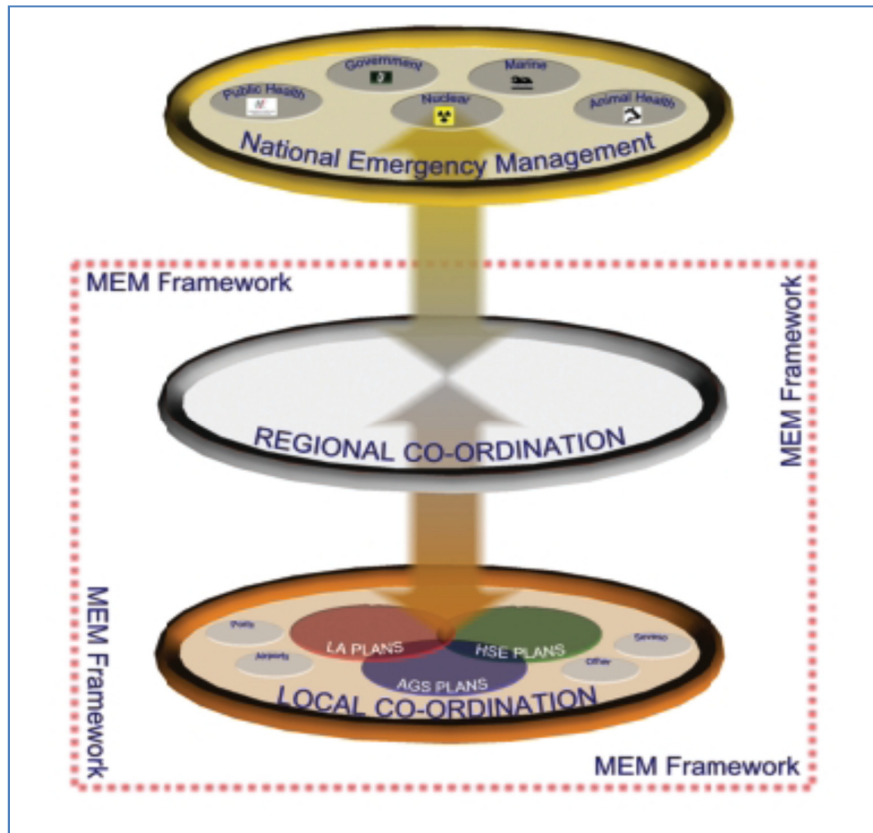 Government
Marine
Public Health
Nuclear
Animal Health
National Emergency Management
MEM Framework
MEM Framework
REGIONAL CO-ORDINATION
MEM Framework
Ports
Seveso
LA PLANS
HSE PLANS
Airports
Other
AGS PLANS
LOCAL CO-ORDINATION
MEM Framework